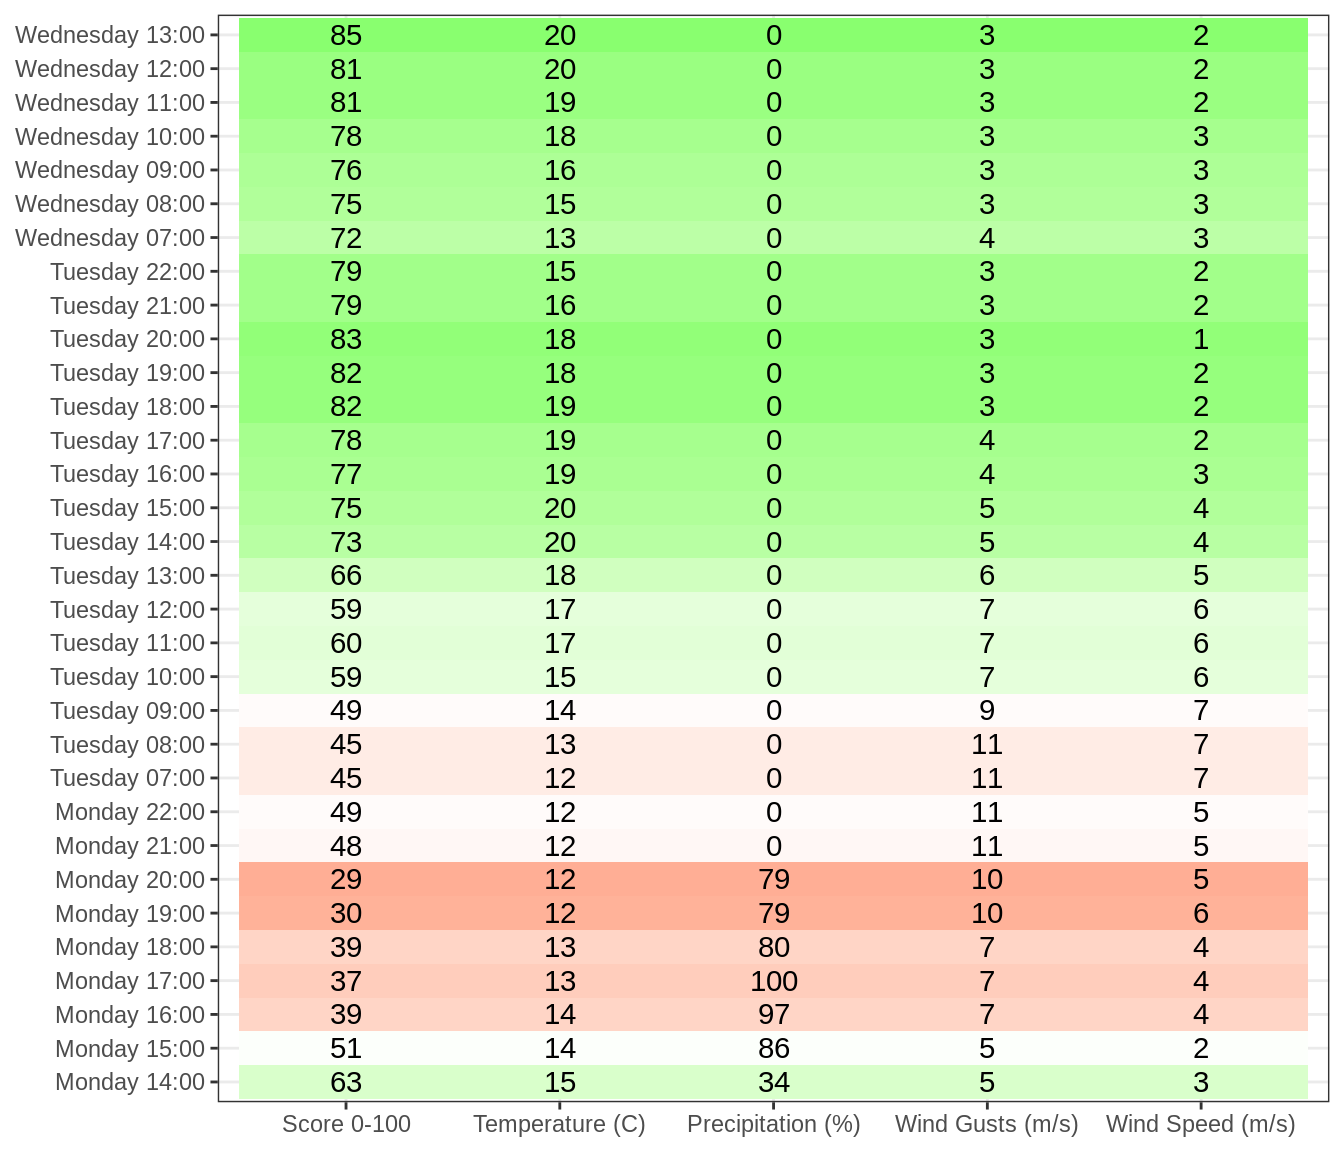 Wednesday 13:00 85 20 0 3 2
Wednesday 12:00 81 20 0 3 2
Wednesday 11:00 81 19 0 3 2
Wednesday 10:00 78 18 0 3 3
Wednesday 09:00 76 16 0 3 3
Wednesday 08:00 75 15 0 3 3
Wednesday 07:00 72 13 0 4 3
Tuesday 22:00 79 15 0 3 2
Tuesday 21:00 79 16 0 3 2
Tuesday 20:00 83 18 0 3 1
Tuesday 19:00 82 18 0 3 2
Tuesday 18:00 82 19 0 3 2
Tuesday 17:00 78 19 0 4 2
Tuesday 16:00 77 19 0 4 3
Tuesday 15:00 75 20 0 5 4
Tuesday 14:00 73 20 0 5 4
Tuesday 13:00 66 18 0 6 5
Tuesday 12:00 59 17 0 7 6
Tuesday 11:00 60 17 0 7 6
Tuesday 10:00 59 15 0 7 6
Tuesday 09:00 49 14 0 9 7
Tuesday 08:00 45 13 0 11 7
Tuesday 07:00 45 12 0 11 7
Monday 22:00 49 12 0 11 5
Monday 21:00 48 12 0 11 5
Monday 20:00 29 12 79 10 5
Monday 19:00 30 12 79 10 6
Monday 18:00 39 13 80 7 4
Monday 17:00 37 13 100 7 4
Monday 16:00 39 14 97 7 4
Monday 15:00 51 14 86 5 2
Monday 14:00 63 15 34 5 3
Score 0-100 Temperature (C) Precipitation (%) Wind Gusts (m/s) Wind Speed (m/s)